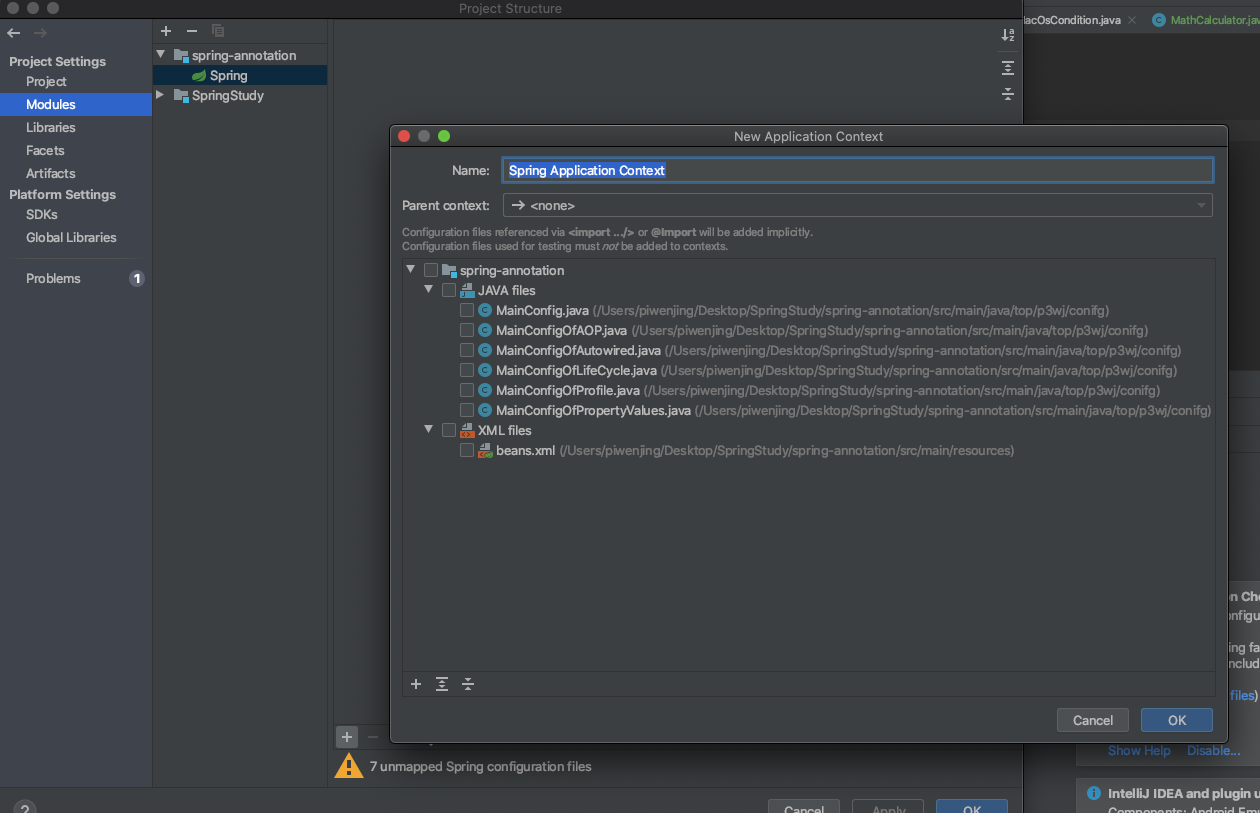 Project Structure
MacOsCondition.java
MathCalculator.jav
Project Settings
Project
Modules
Libraries
Facets
Artifacts
Platform Settings
SDKs
Global Libraries
Problems 1
spring-annotation
Spring
SpringStudy
New Application Context
Name: Spring Application Context
Parent context: <none>
Configuration files referenced via <import .../> or @Import will be added implicitly.
Configuration files used for testing must not be added to contexts.
spring-annotation
JAVA files
MainConfig.java (/Users/piwenjing/Desktop/SpringStudy/spring-annotation/src/main/java/top/p3wj/conifg)
MainConfigOfAOP.java (/Users/piwenjing/Desktop/SpringStudy/spring-annotation/src/main/java/top/p3wj/conifg)
MainConfigOfAutowired.java (/Users/piwenjing/Desktop/SpringStudy/spring-annotation/src/main/java/top/p3wj/conifg)
MainConfigOfLifeCycle.java (/Users/piwenjing/Desktop/SpringStudy/spring-annotation/src/main/java/top/p3wj/conifg)
MainConfigOfProfile.java (/Users/piwenjing/Desktop/SpringStudy/spring-annotation/src/main/java/top/p3wj/conifg)
MainConfigOfPropertyValues.java (/Users/piwenjing/Desktop/SpringStudy/spring-annotation/src/main/java/top/p3wj/conifg)
XML files
beans.xml (/Users/piwenjing/Desktop/SpringStudy/spring-annotation/src/main/resources)
Cancel OK
7 unmapped Spring configuration files
Cancel Apply OK
on Che
onfigu
ing fa
nclud
files)
Show Help Disable...
IntelliJ IDEA and plugin u
Components: Android Emu
?